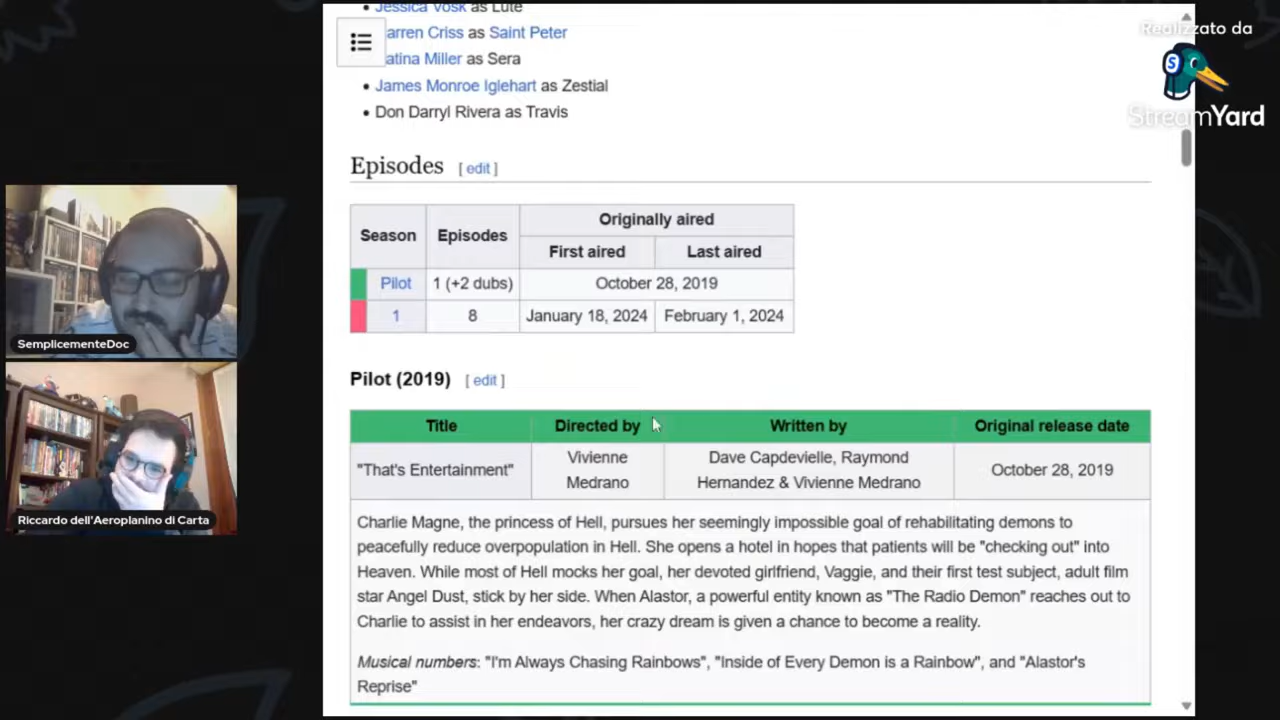 Jessica Vosk as Lute
arren Criss as Saint Peter
atina Miller as Sera
James Monroe Iglehart as Zestial
Don Darryl Rivera as Travis
Realizzato da
StreamYard
Episodes [ edit ]
Season Episodes Originally aired
First aired Last aired
Pilot 1 (+2 dubs) October 28, 2019
1 8 January 18, 2024 February 1, 2024
SemplicementeDoc
Riccardo dell'Aeroplanino di Carta
Pilot (2019) [ edit ]
Title Directed by Written by Original release date
"That's Entertainment" Vivienne Medrano Dave Capdevielle, Raymond Hernandez & Vivienne Medrano October 28, 2019
Charlie Magne, the princess of Hell, pursues her seemingly impossible goal of rehabilitating demons to
peacefully reduce overpopulation in Hell. She opens a hotel in hopes that patients will be "checking out" into
Heaven. While most of Hell mocks her goal, her devoted girlfriend, Vaggie, and their first test subject, adult film
star Angel Dust, stick by her side. When Alastor, a powerful entity known as "The Radio Demon" reaches out to
Charlie to assist in her endeavors, her crazy dream is given a chance to become a reality.
Musical numbers: "I'm Always Chasing Rainbows", "Inside of Every Demon is a Rainbow", and "Alastor's
Reprise"